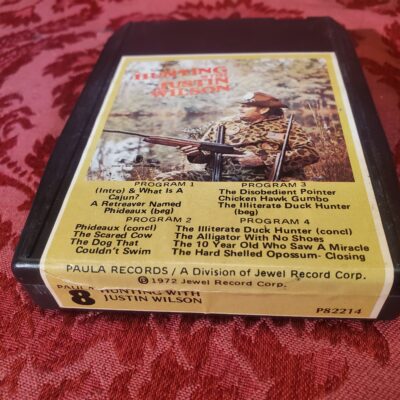 HUNTING
WITH
JUSTIN
WILSON
PROGRAM 1
(Intro) & What Is A
Cajun?
A Retreaver Named
Phideaux (beg)
PROGRAM 2
Phideaux (concl)
The Scared Cow
The Dog That
Couldn't Swim
PROGRAM 3
The Disobedient Pointer
Chicken Hawk Gumbo
The Illiterate Duck Hunter
(beg)
PROGRAM 4
The Illiterate Duck Hunter (concl)
The Alligator With No Shoes
The 10 Year Old Who Saw A Miracle
The Hard Shelled Opossum- Closing
PAULA RECORDS / A Division of Jewel Record Corp.
© 1972 Jewel Record Corp.
PAULA
8
HUNTING WITH
JUSTIN WILSON
P82214